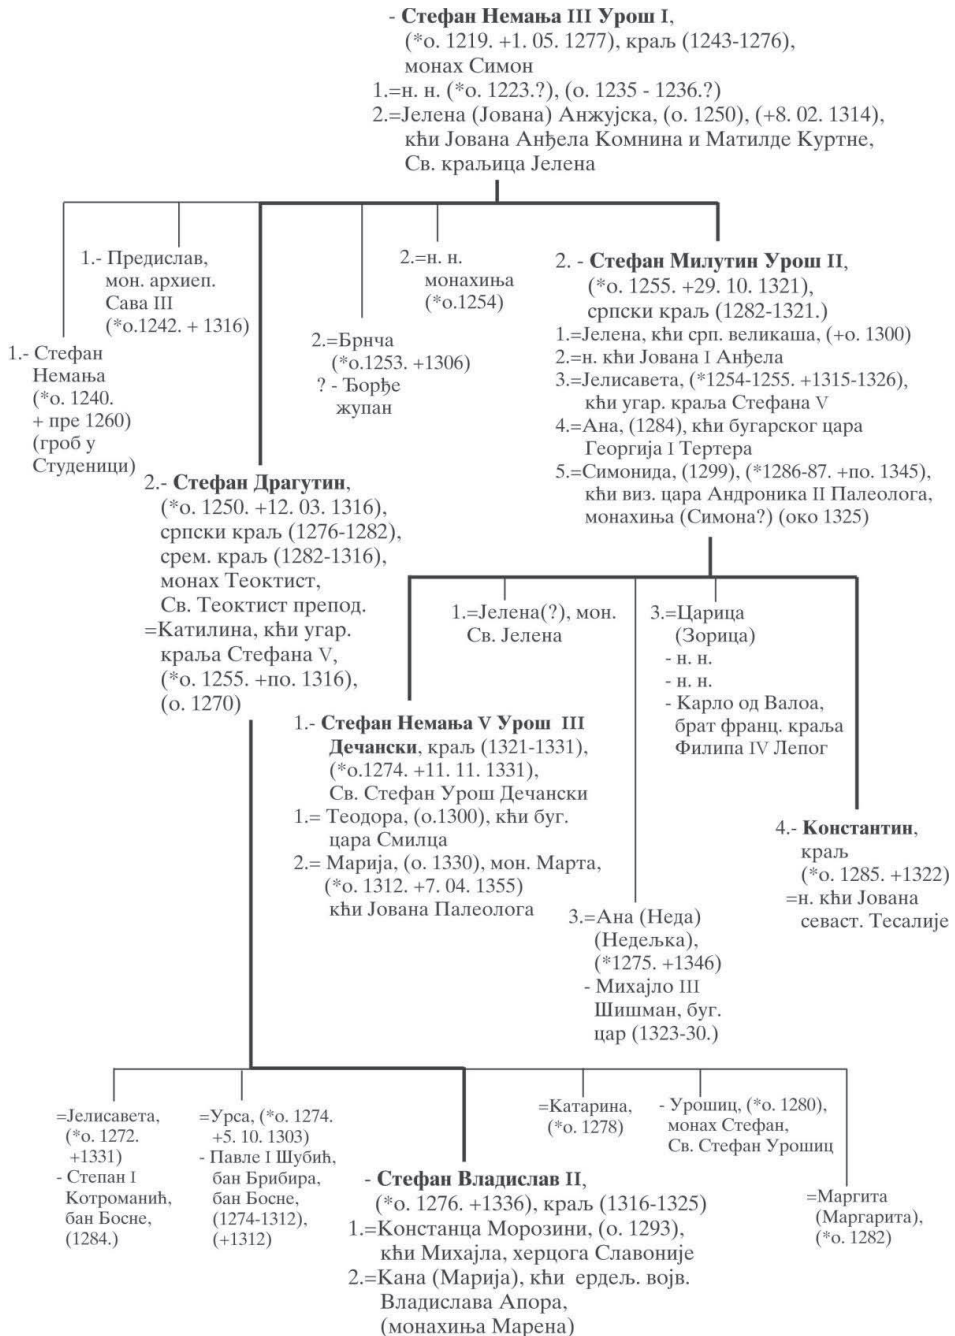 - Стефан Немања III Урош I,
(*о. 1219. +1. 05. 1277), краљ (1243-1276),
монах Симон
1.=н. н. (*о. 1223.?), (о. 1235 - 1236.?)
2.=Јелена (Јована) Анжујска, (о. 1250), (+8. 02. 1314),
кћи Јована Анђела Комнина и Матилде Куртне,
Св. краљица Јелена
1.- Стефан
Немања
(*о. 1240.
+ пре 1260)
(гроб у
Студеници)
1.- Предислав,
мон. архиеп.
Сава III
(*о.1242. + 1316)
2.- Стефан Драгутин,
(*о. 1250. +12. 03. 1316),
српски краљ (1276-1282),
срем. краљ (1282-1316),
монах Теоктист,
Св. Теоктист препод.
=Катилина, кћи угар.
краља Стефана V,
(*о. 1255. +по. 1316),
(о. 1270)
2.=Брнча
(*о.1253. +1306)
? - Ђорђе
жупан
2.=н. н.
монахиња
(*о.1254)
2. - Стефан Милутин Урош II,
(*о. 1255. +29. 10. 1321),
српски краљ (1282-1321.)
1.=Јелена, кћи срп. великаша, (+о. 1300)
2.=н. кћи Јована I Анђела
3.=Јелисавета, (*1254-1255. +1315-1326),
кћи угар. краља Стефана V
4.=Ана, (1284), кћи бугарског цара
Георгија I Тертера
5.=Симонида, (1299), (*1286-87. +по. 1345),
кћи виз. цара Андроника II Палеолога,
монахиња (Симона?) (око 1325)
1.- Стефан Немања V Урош III
Дечански, краљ (1321-1331),
(*о.1274. +11. 11. 1331),
Св. Стефан Урош Дечански
1.= Теодора, (о.1300), кћи буг.
цара Смилца
2.= Марија, (о. 1330), мон. Марта,
(*о. 1312. +7. 04. 1355)
кћи Јована Палеолога
1.=Јелена(?), мон.
Св. Јелена
3.=Ана (Неда)
(Недељка),
(*1275. +1346)
- Михајло III
Шишман, буг.
цар (1323-30.)
3.=Царица
(Зорица)
- н. н.
- н. н.
- Карло од Валоа,
брат франц. краља
Филипа IV Лепог
4.- Константин,
краљ
(*о. 1285. +1322)
=н. кћи Јована
севаст. Тесалије
=Јелисавета,
(*о. 1272.
+1331)
- Степан I
Котроманић,
бан Босне,
(1284.)
=Урса, (*о. 1274.
+5. 10. 1303)
- Павле I Шубић,
бан Брибира,
бан Босне,
(1274-1312),
(+1312)
- Стефан Владислав II,
(*о. 1276. +1336), краљ (1316-1325)
1.=Констанца Морозини, (о. 1293),
кћи Михајла, херцога Славоније
2.=Кана (Марија), кћи ердељ. војв.
Владислава Апора,
(монахиња Марена)
=Катарина,
(*о. 1278)
- Урошиц, (*о. 1280),
монах Стефан,
Св. Стефан Урошиц
=Маргита
(Маргарита),
(*о. 1282)